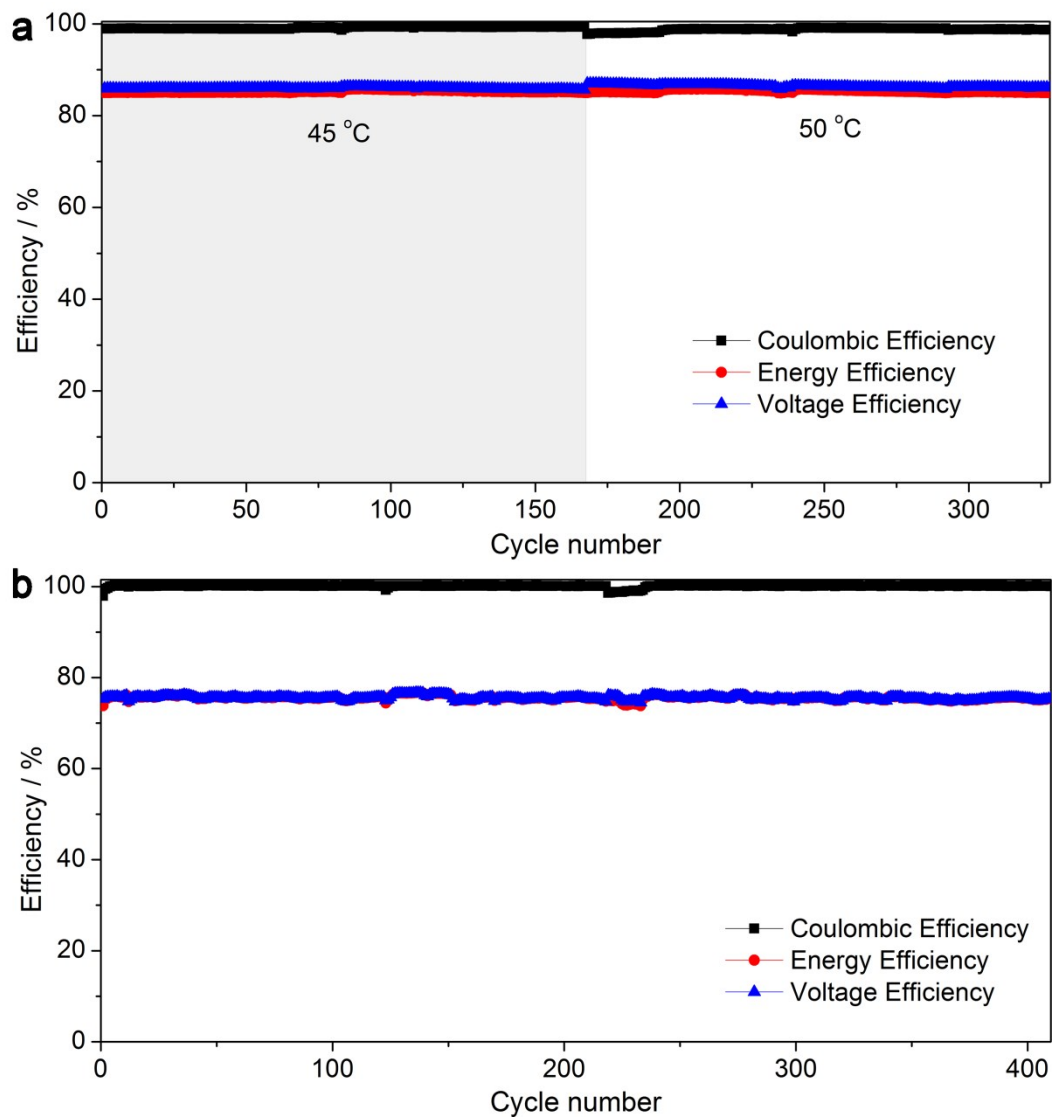 a
100
80
60
40
20
0
Efficiency / %
45 °C
50 °C
Coulombic Efficiency
Energy Efficiency
Voltage Efficiency
0 50 100 150 200 250 300
Cycle number
b
100
80
60
40
20
0
Efficiency / %
Coulombic Efficiency
Energy Efficiency
Voltage Efficiency
0 100 200 300 400
Cycle number